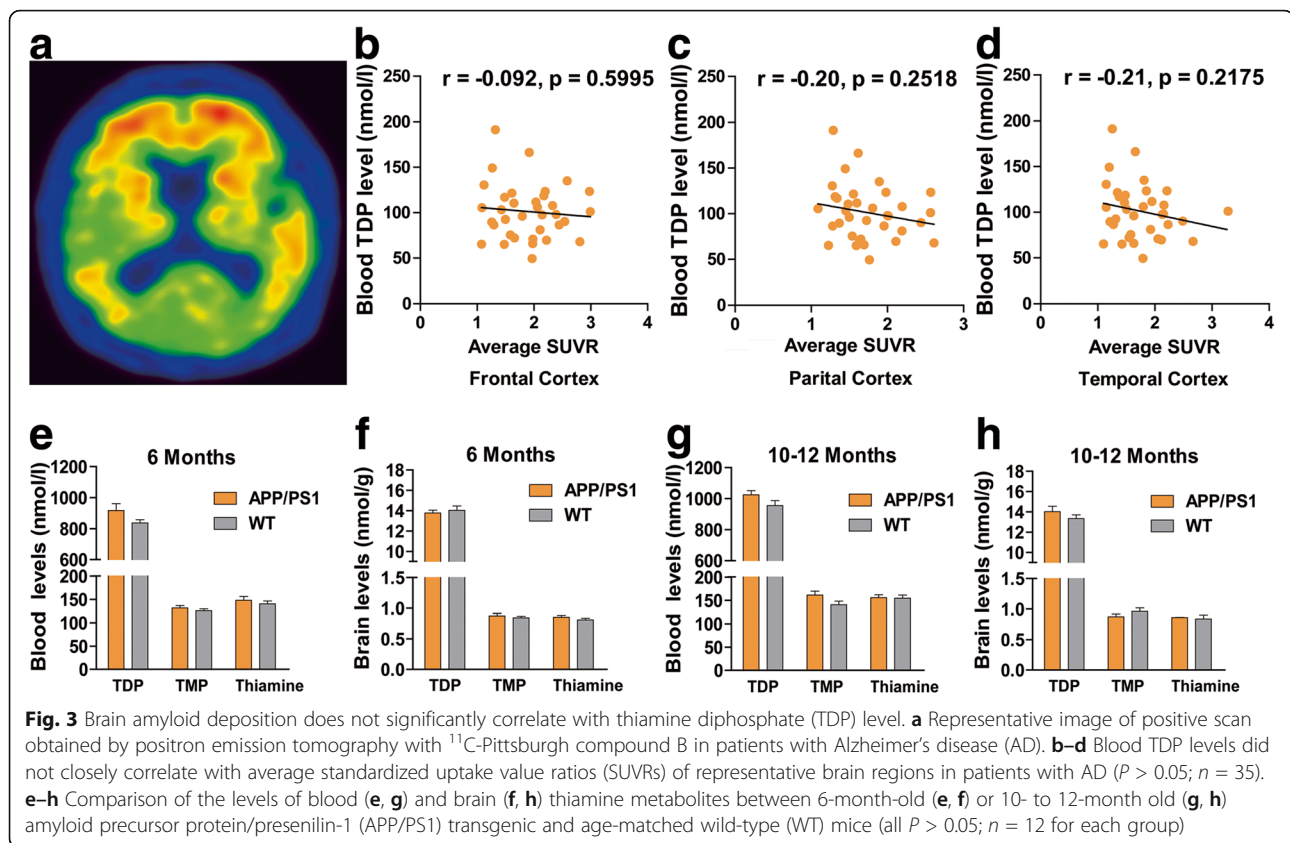 a
b
r = -0.092, p = 0.5995
Blood TDP level (nmol/l)
250
200
150
100
50
0
0 1 2 3 4
Average SUVR
Frontal Cortex
c
r = -0.20, p = 0.2518
Blood TDP level (nmol/l)
250
200
150
100
50
0
0 1 2 3
Average SUVR
Parital Cortex
d
r = -0.21, p = 0.2175
Blood TDP level (nmol/l)
250
200
150
100
50
0
0 1 2 3 4
Average SUVR
Temporal Cortex
e
6 Months
Blood levels (nmol/l)
1200
1000
800
600
200
150
100
50
0
APP/PS1
WT
TDP TMP Thiamine
f
6 Months
Brain levels (nmol/g)
18
16
14
12
10
1.5
1.0
0.5
0.0
APP/PS1
WT
TDP TMP Thiamine
g
10-12 Months
Blood levels (nmol/l)
1200
1000
800
600
200
150
100
50
0
APP/PS1
WT
TDP TMP Thiamine
h
10-12 Months
Brain levels (nmol/g)
18
16
14
12
10
1.5
1.0
0.5
0.0
APP/PS1
WT
TDP TMP Thiamine
Fig. 3 Brain amyloid deposition does not significantly correlate with thiamine diphosphate (TDP) level. a Representative image of positive scan
obtained by positron emission tomography with ¹¹C-Pittsburgh compound B in patients with Alzheimer's disease (AD). b–d Blood TDP levels did
not closely correlate with average standardized uptake value ratios (SUVRs) of representative brain regions in patients with AD (P > 0.05; n = 35).
e–h Comparison of the levels of blood (e, g) and brain (f, h) thiamine metabolites between 6-month-old (e, f) or 10- to 12-month old (g, h)
amyloid precursor protein/presenilin-1 (APP/PS1) transgenic and age-matched wild-type (WT) mice (all P > 0.05; n = 12 for each group)